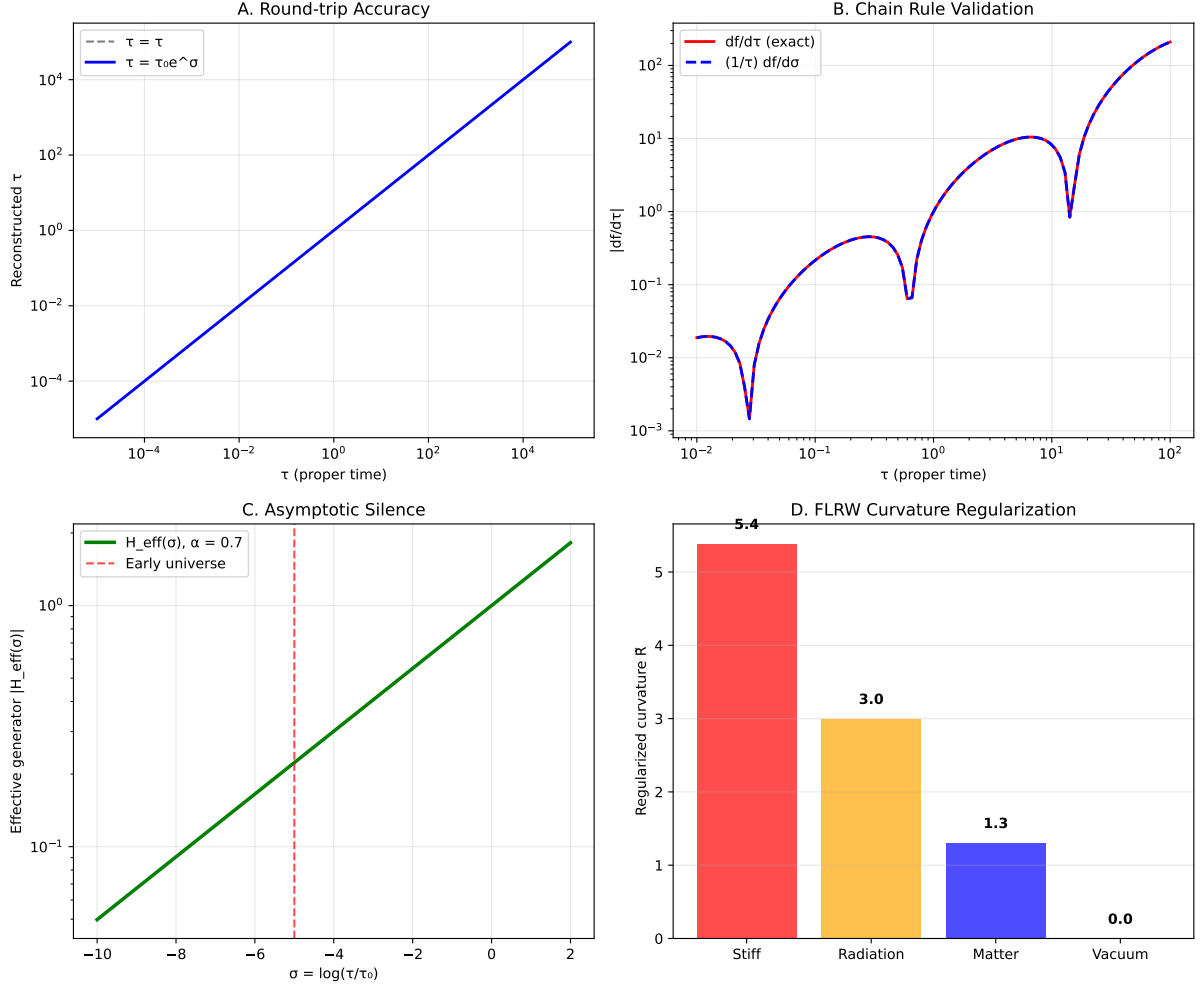 A. Round-trip Accuracy
τ = τ
τ = τ₀e^σ
10⁴
10²
10⁰
10⁻²
10⁻⁴
Reconstructed τ
10⁻⁴ 10⁻² 10⁰ 10² 10⁴
τ (proper time)
B. Chain Rule Validation
df/dτ (exact)
(1/τ) df/dσ
10²
10¹
10⁰
10⁻¹
10⁻²
10⁻³
|df/dτ|
10⁻² 10⁻¹ 10⁰ 10¹ 10²
τ (proper time)
C. Asymptotic Silence
H_eff(σ), α = 0.7
Early universe
10⁰
10⁻¹
Effective generator |H_eff(σ)|
−10 −8 −6 −4 −2 0 2
σ = log(τ/τ₀)
D. FLRW Curvature Regularization
5.4
3.0
1.3
0.0
5
4
3
2
1
0
Regularized curvature R̃
Stiff Radiation Matter Vacuum